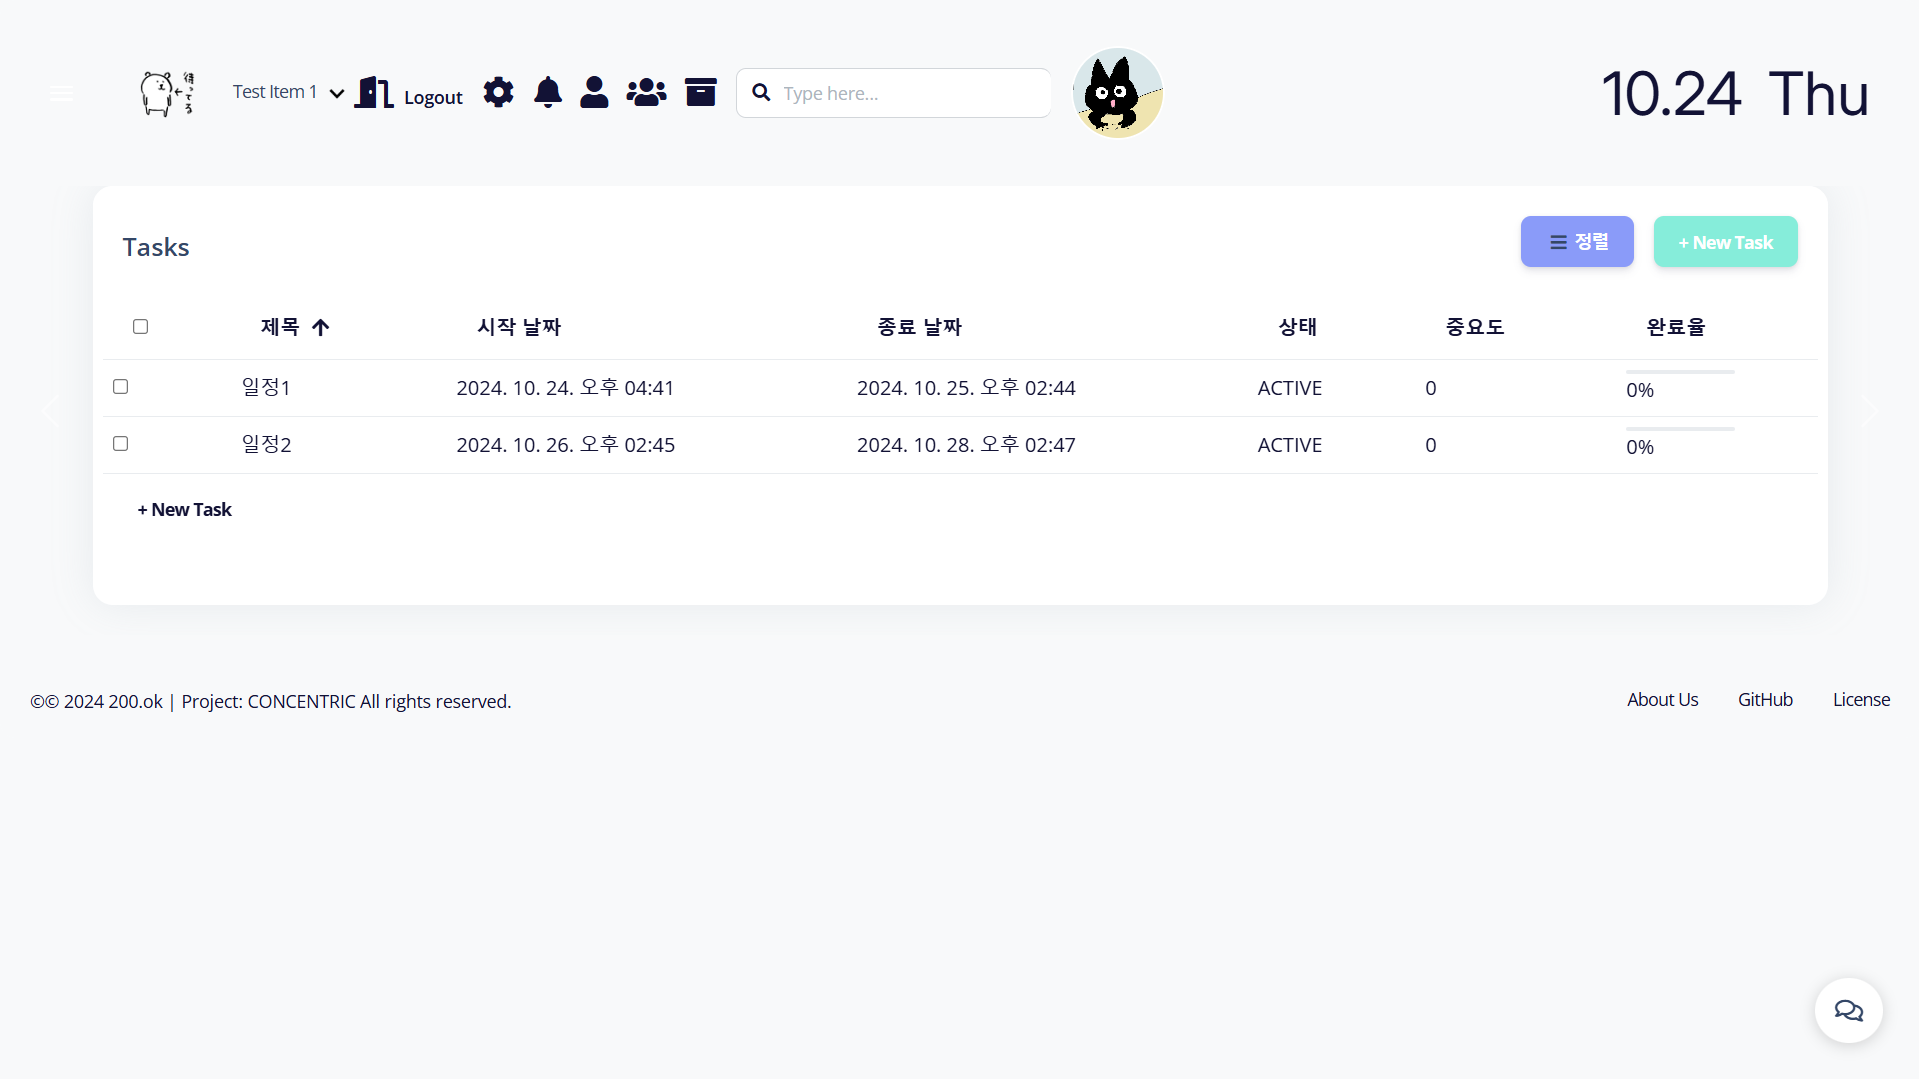 待ってる
Test Item 1 Logout Type here... 10.24 Thu
Tasks 정렬 + New Task
제목 시작 날짜 종료 날짜 상태 중요도 완료율
일정1 2024. 10. 24. 오후 04:41 2024. 10. 25. 오후 02:44 ACTIVE 0 0%
일정2 2024. 10. 26. 오후 02:45 2024. 10. 28. 오후 02:47 ACTIVE 0 0%
+ New Task
©© 2024 200.ok | Project: CONCENTRIC All rights reserved. About Us GitHub License